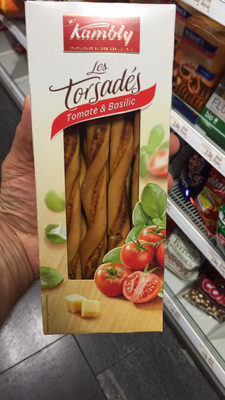 Kambly
Les
Torsadés
Tomate & Basilic